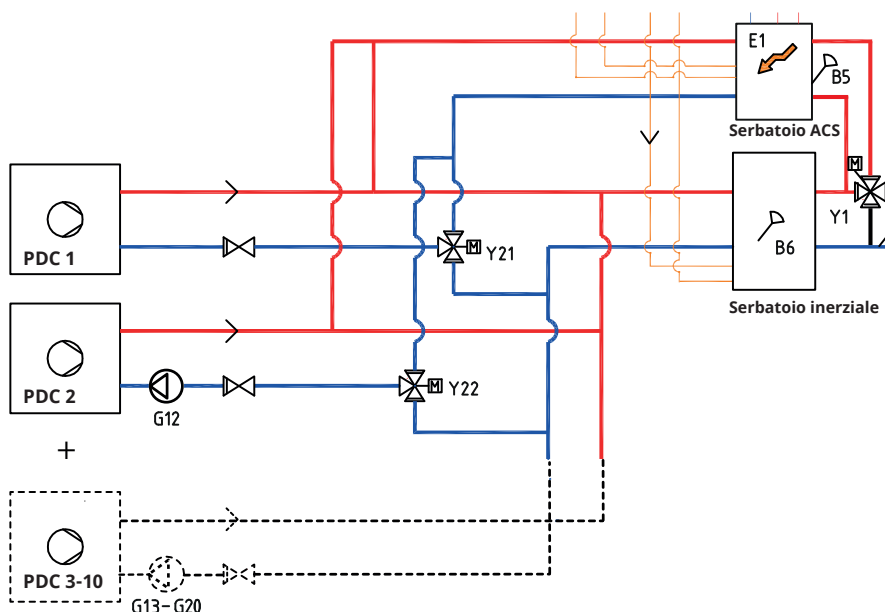 E1
B5
Serbatoio ACS
M
Y1
B6
Serbatoio inerziale
PDC 1
M
Y21
PDC 2
G12
M
Y22
+
PDC 3-10
G13-G20